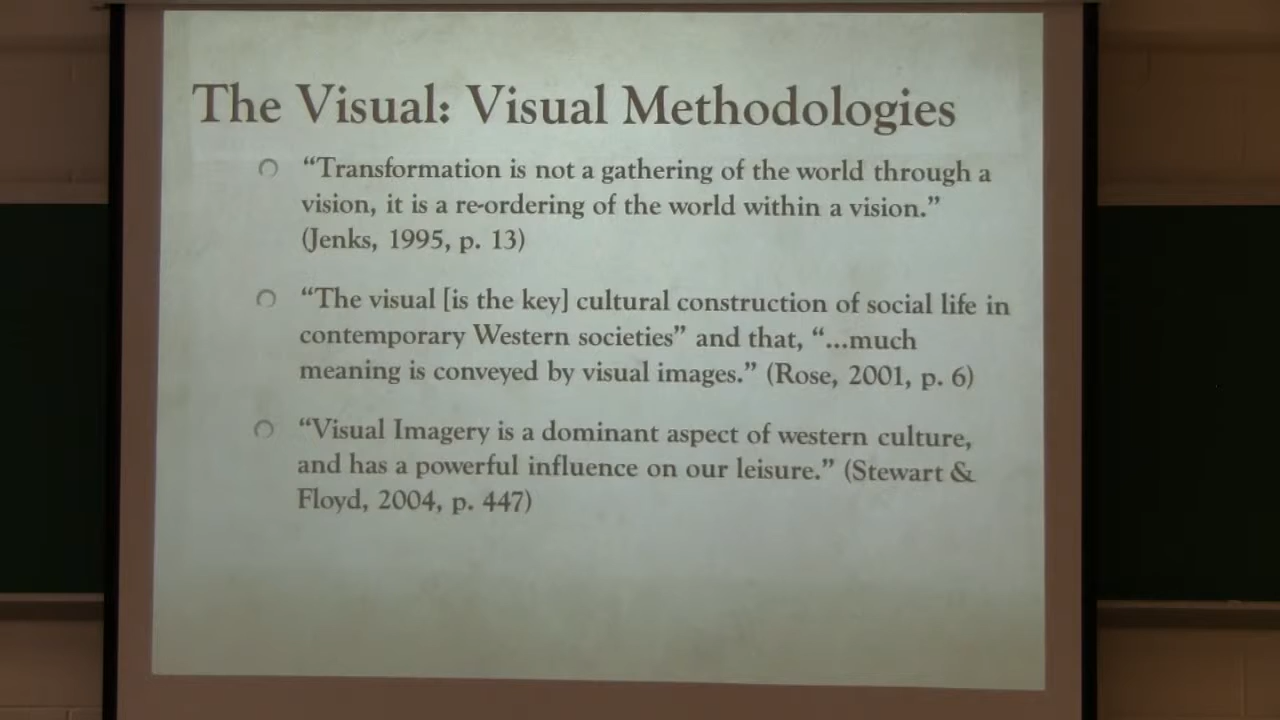 The Visual: Visual Methodologies
“Transformation is not a gathering of the world through a
vision, it is a re-ordering of the world within a vision.”
(Jenks, 1995, p. 13)
“The visual [is the key] cultural construction of social life in
contemporary Western societies” and that, “...much
meaning is conveyed by visual images.” (Rose, 2001, p. 6)
“Visual Imagery is a dominant aspect of western culture,
and has a powerful influence on our leisure.” (Stewart &
Floyd, 2004, p. 447)